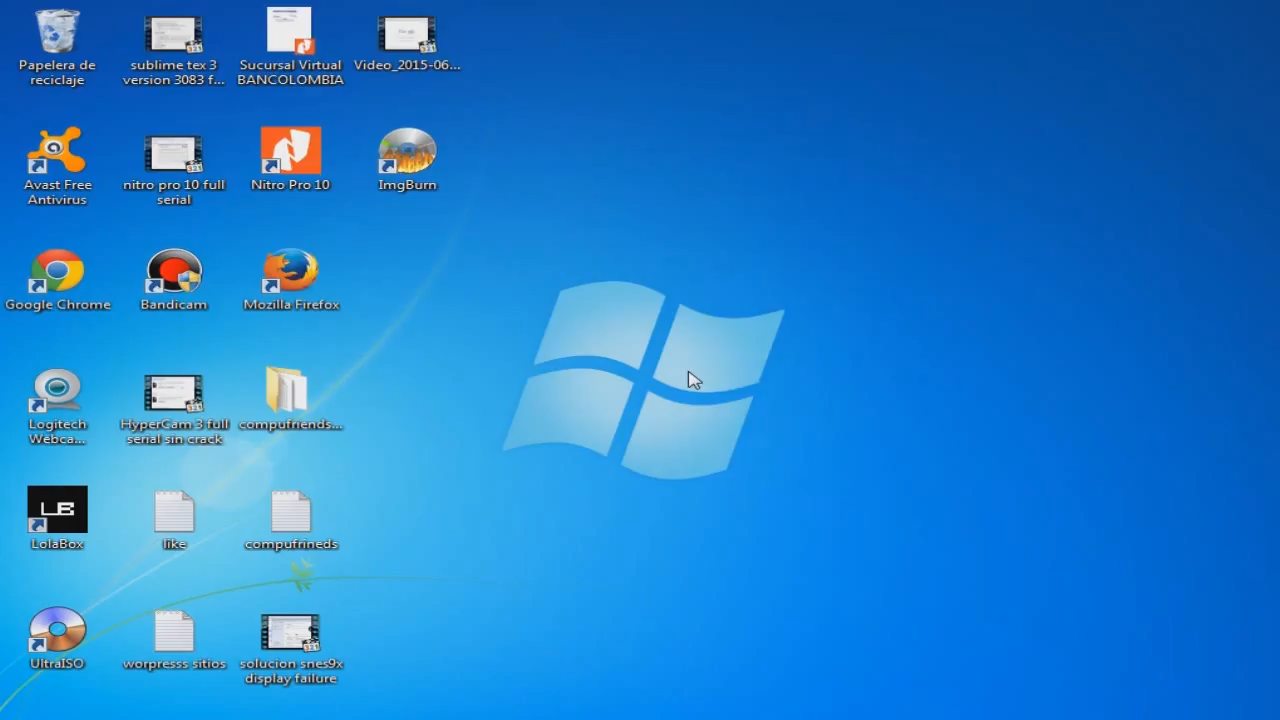 Papelera de
reciclaje
sublime tex 3
version 3083 f...
Sucursal Virtual
BANCOLOMBIA
Video_2015-06...
Avast Free
Antivirus
nitro pro 10 full
serial
Nitro Pro 10
ImgBurn
Google Chrome
Bandicam
Mozilla Firefox
Logitech
Webca...
HyperCam 3 full
serial sin crack
compufriends...
LolaBox
like
compufrineds
UltraISO
worpresss sitios
solucion snes9x
display failure